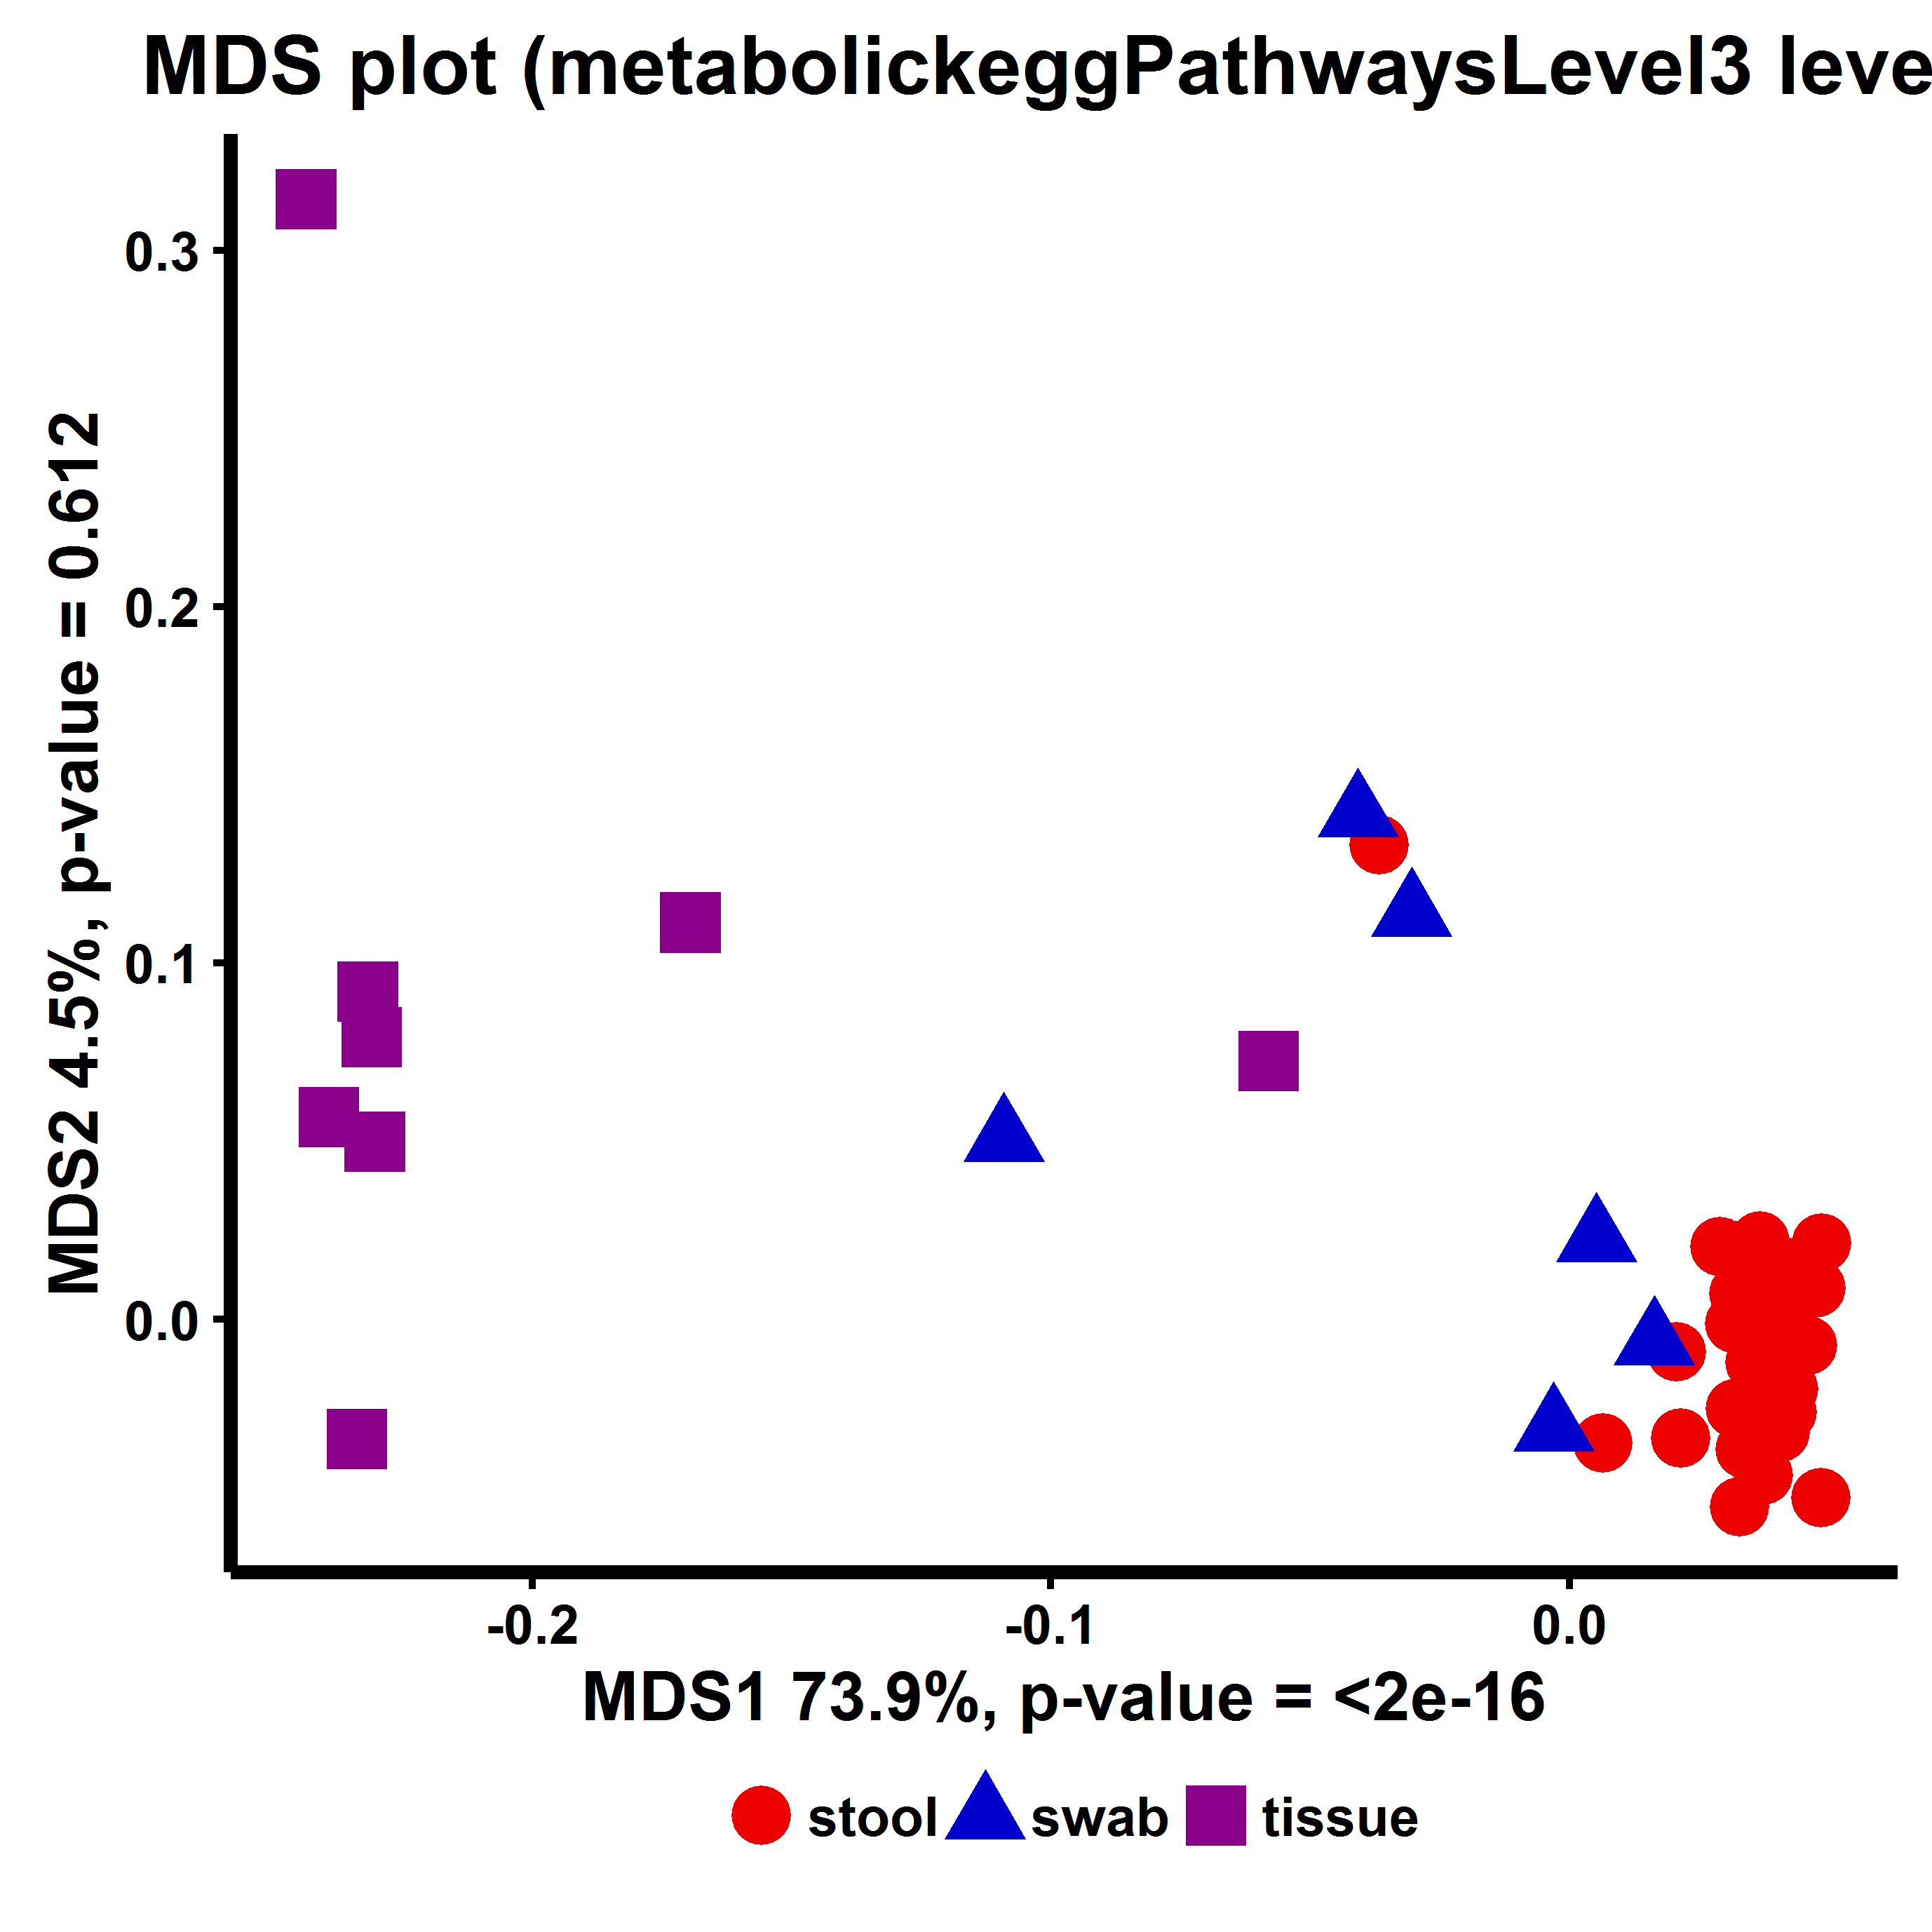 MDS plot (metabolickeggPathwaysLevel3 leve
MDS2 4.5%, p-value = 0.612
0.3
0.2
0.1
0.0
-0.2 -0.1 0.0
MDS1 73.9%, p-value = <2e-16
stool swab tissue